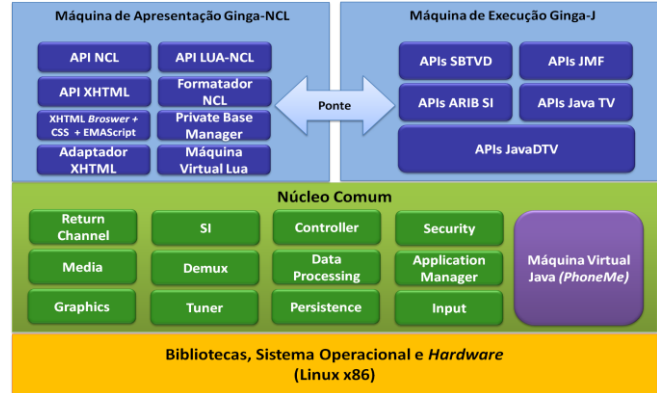 Máquina de Apresentação Ginga-NCL
API NCL
API LUA-NCL
API XHTML
Formatador
NCL
XHTML Broswer +
CSS + EMAScript
Private Base
Manager
Adaptador
XHTML
Máquina
Virtual Lua
Ponte
Máquina de Execução Ginga-J
APIs SBTVD
APIs JMF
APIs ARIB SI
APIs Java TV
APIs JavaDTV
Núcleo Comum
Return
Channel
SI
Controller
Security
Media
Demux
Data
Processing
Application
Manager
Graphics
Tuner
Persistence
Input
Máquina Virtual
Java (PhoneMe)
Bibliotecas, Sistema Operacional e Hardware
(Linux x86)